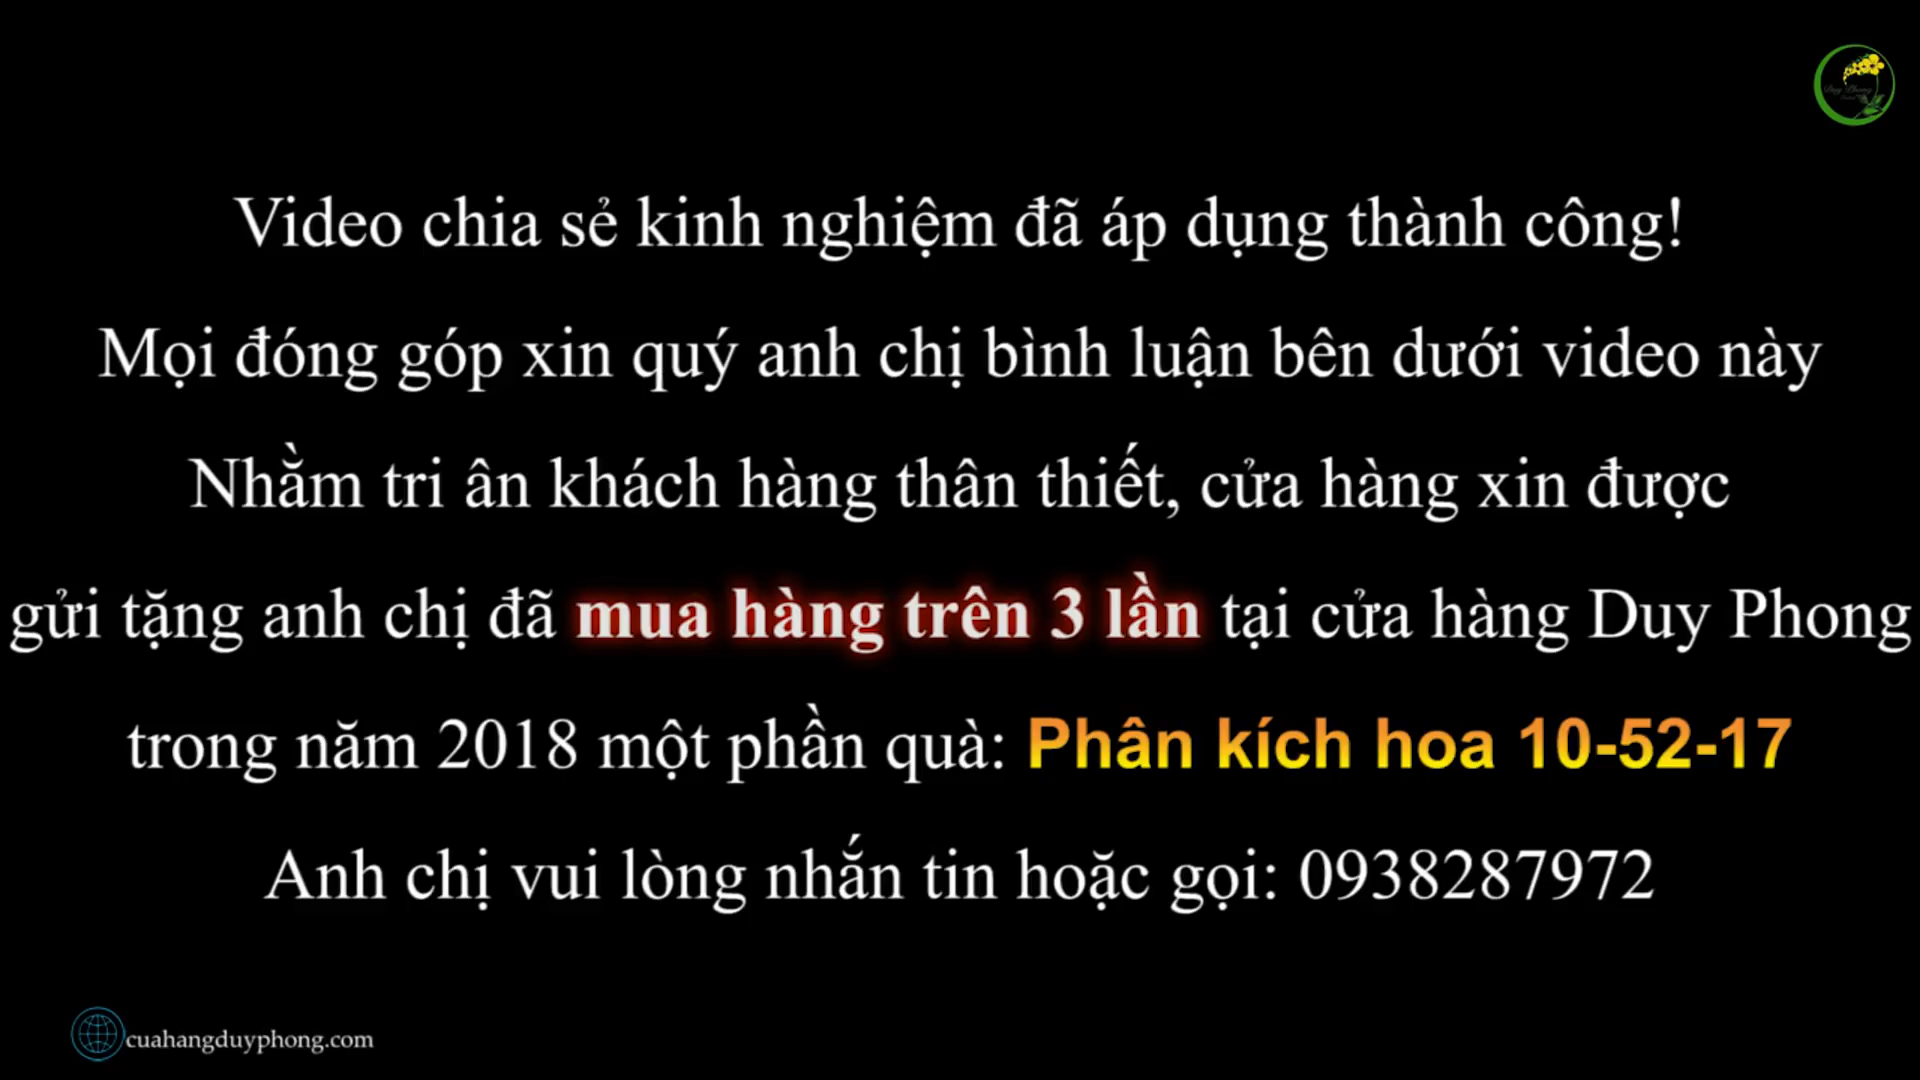 Duy Phong
Video chia sẻ kinh nghiệm đã áp dụng thành công!
Mọi đóng góp xin quý anh chị bình luận bên dưới video này
Nhằm tri ân khách hàng thân thiết, cửa hàng xin được
gửi tặng anh chị đã mua hàng trên 3 lần tại cửa hàng Duy Phong
trong năm 2018 một phần quà: Phân kích hoa 10-52-17
Anh chị vui lòng nhắn tin hoặc gọi: 0938287972
cuahangduyphong.com